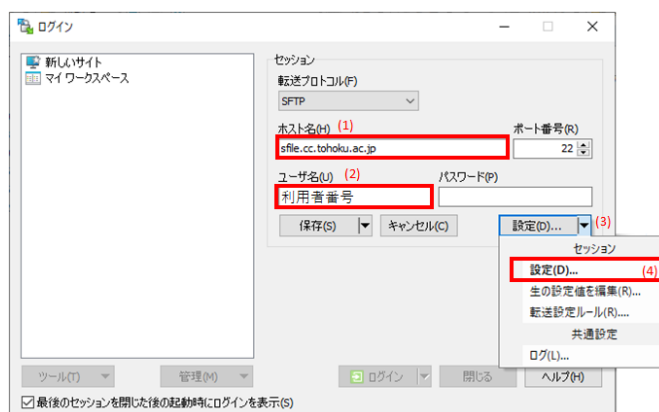 ログイン
新しいサイト
マイ ワークスペース
セッション
転送プロトコル(F)
SFTP
ホスト名(H) (1)
ポート番号(R)
sfile.cc.tohoku.ac.jp
22
ユーザ名(U) (2)
パスワード(P)
利用者番号
保存(S)
キャンセル(C)
設定(D)...
(3)
セッション
設定(D)...
(4)
生の設定値を編集(R)...
転送設定ルール(R)....
共通設定
ログ(L)...
ツール(T)
管理(M)
ログイン
閉じる
ヘルプ(H)
最後のセッションを閉じた後の起動時にログインを表示(S)